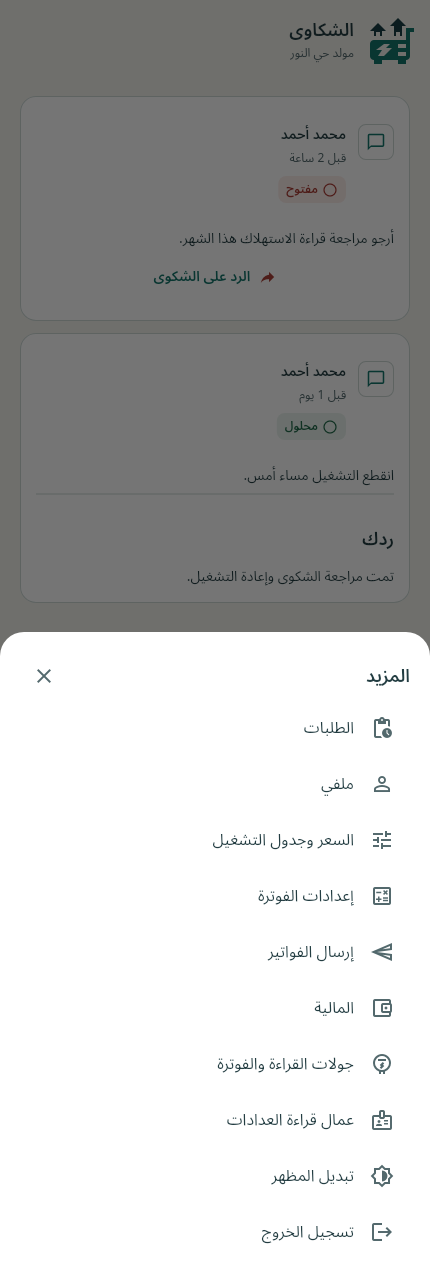 الشكاوى
مولد حي النور
محمد أحمد
قبل 2 ساعة
مفتوح
أرجو مراجعة قراءة الاستهلاك هذا الشهر.
الرد على الشكوى
محمد أحمد
قبل 1 يوم
محلول
انقطع التشغيل مساء أمس.
ردك
تمت مراجعة الشكوى وإعادة التشغيل.
المزيد
الطلبات
ملفي
السعر وجدول التشغيل
إعدادات الفوترة
إرسال الفواتير
المالية
جولات القراءة والفوترة
عمال قراءة العدادات
تبديل المظهر
تسجيل الخروج